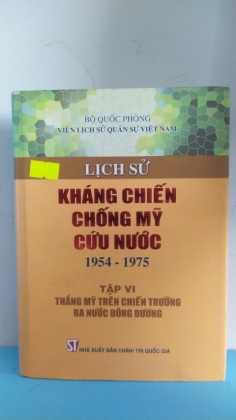 BỘ QUỐC PHÒNG
VIỆN LỊCH SỬ QUÂN SỰ VIỆT NAM
LỊCH SỬ
KHÁNG CHIẾN
CHỐNG MỸ
CỨU NƯỚC
1954 - 1975
TẬP VI
THẮNG MỸ TRÊN CHIẾN TRƯỜNG
BA NƯỚC ĐÔNG DƯƠNG
ST NHÀ XUẤT BẢN CHÍNH TRỊ QUỐC GIA